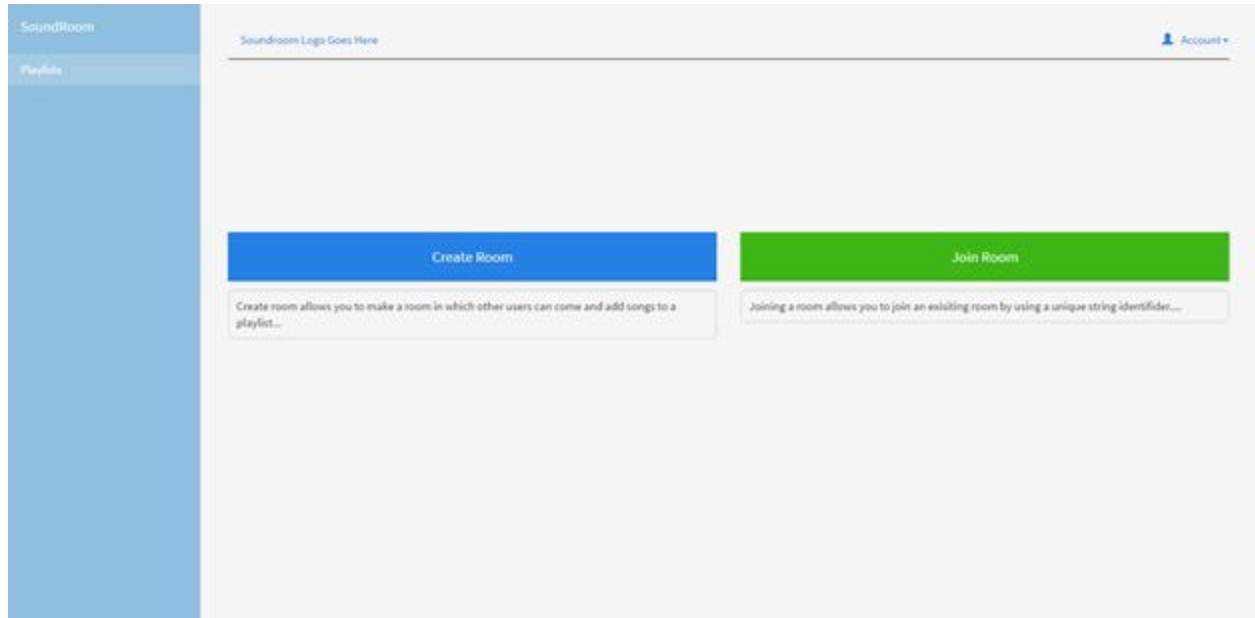 SoundRoom
Playlists
Soundroom Logo Goes Here
Account
Create Room
Create room allows you to make a room in which other users can come and add songs to a
playlist...
Join Room
Joining a room allows you to join an exisiting room by using a unique string identifider....